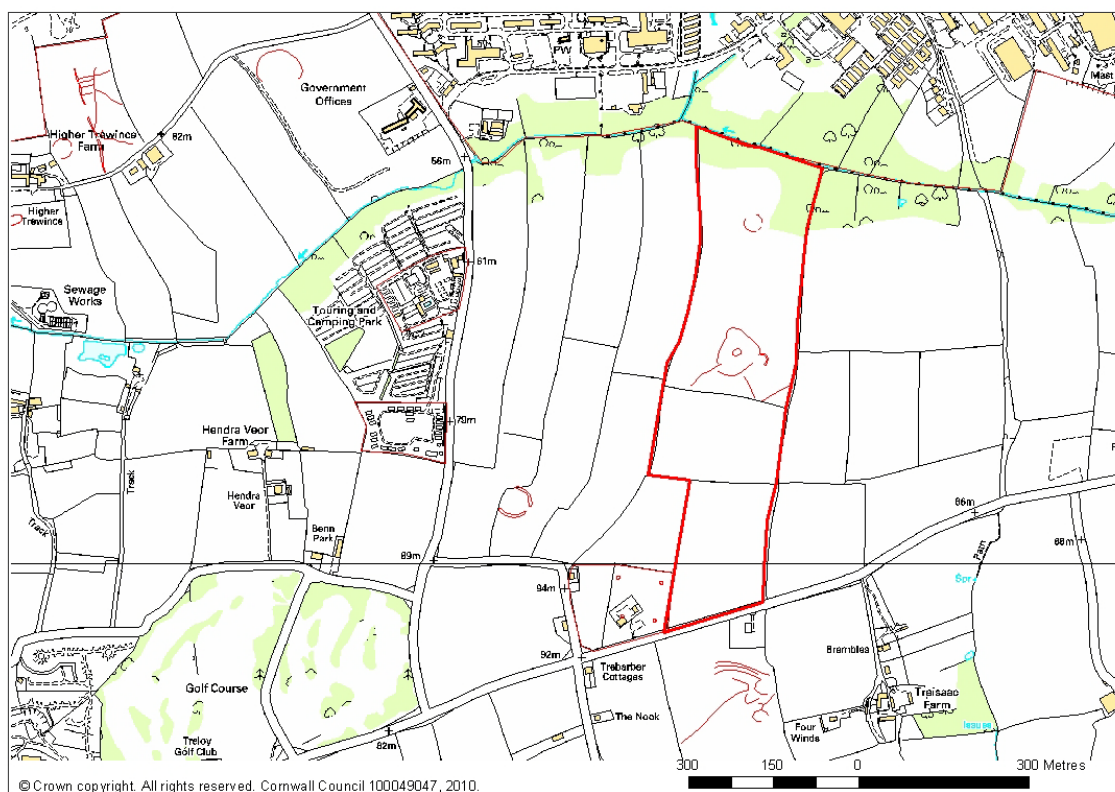 PW
Mast
Government
Offices
Higher Trewince
Farm
82m
56m
Higher
Trewince
61m
Sewage
Works
Touring and
Camping Park
79m
Hendra Veor
Farm
Hendra
Veor
Track
Track
Benn
Park
86m
68m
89m
Path
94m
92m
Trebarber
Cottages
Brambles
Golf Course
Treisaac
Farm
The Nook
Four
Winds
Issues
Treloy
Golf Club
82m
300 150 0 300 Metres
© Crown copyright. All rights reserved. Cornwall Council 100049047, 2010.